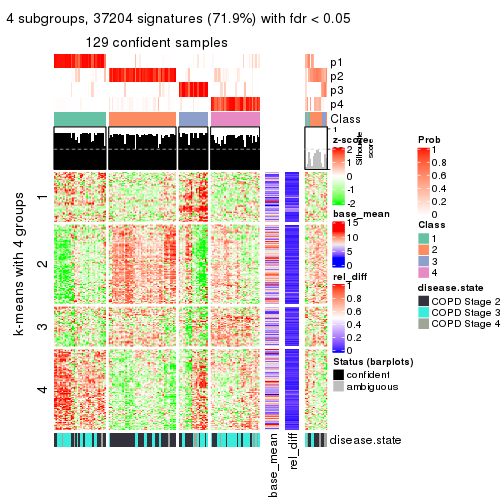 4 subgroups, 37204 signatures (71.9%) with fdr < 0.05
129 confident samples
p1
p2
p3
p4
Class
1
Silhouette
score
z-score
2
1
0
-1
-2
base_mean
15
10
5
0
rel_diff
1
0.8
0.6
0.4
0.2
0
Status (barplots)
confident
ambiguous
Prob
1
0.8
0.6
0.4
0.2
0
Class
1
2
3
4
disease.state
COPD Stage 2
COPD Stage 3
COPD Stage 4
k-means with 4 groups
1
2
3
4
disease.state
base_mean
rel_diff